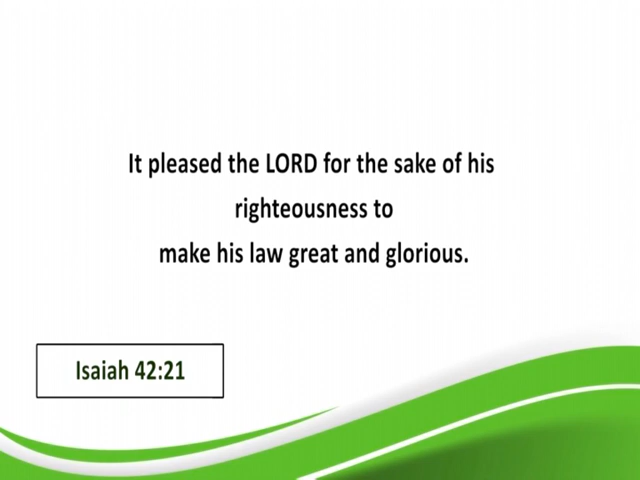 It pleased the LORD for the sake of his
righteousness to
make his law great and glorious.
Isaiah 42:21